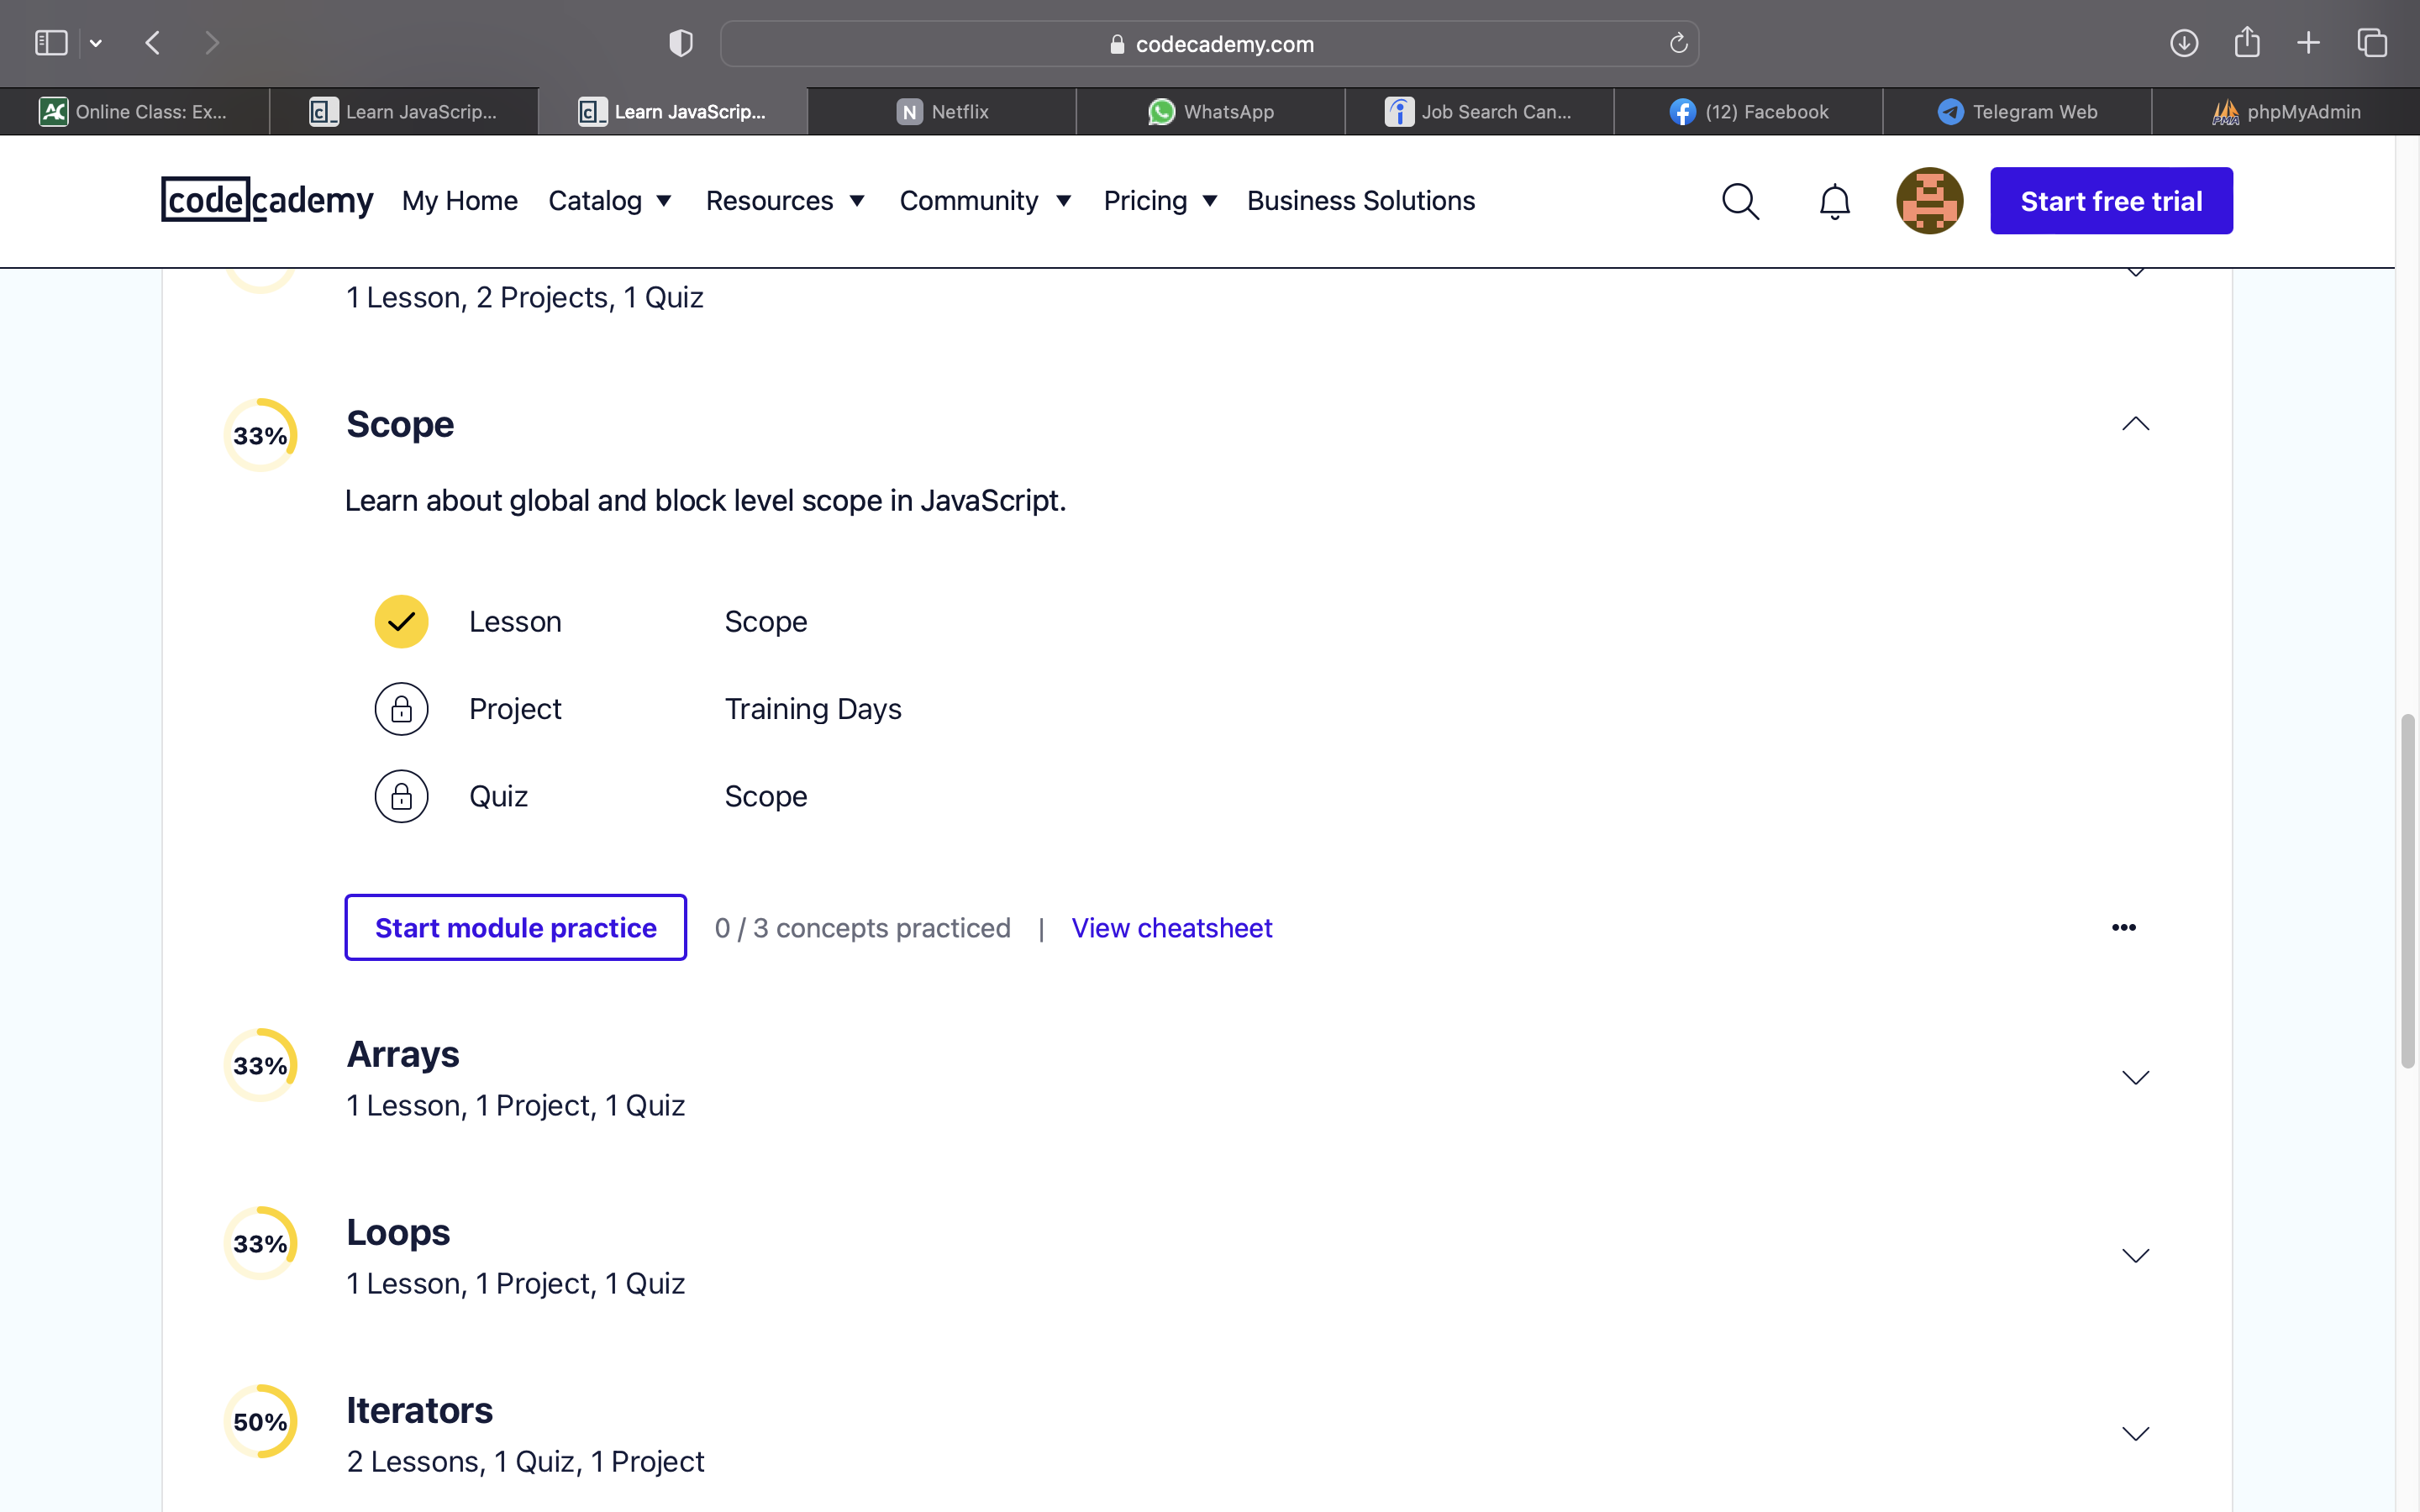 codecademy.com
Online Class: Ex...
Learn JavaScrip...
Learn JavaScrip...
N Netflix
WhatsApp
Job Search Can...
(12) Facebook
Telegram Web
phpMyAdmin
codecademy My Home Catalog Resources Community Pricing Business Solutions Start free trial
1 Lesson, 2 Projects, 1 Quiz
33% Scope
Learn about global and block level scope in JavaScript.
Lesson Scope
Project Training Days
Quiz Scope
Start module practice 0 / 3 concepts practiced | View cheatsheet •••
33% Arrays
1 Lesson, 1 Project, 1 Quiz
33% Loops
1 Lesson, 1 Project, 1 Quiz
50% Iterators
2 Lessons, 1 Quiz, 1 Project